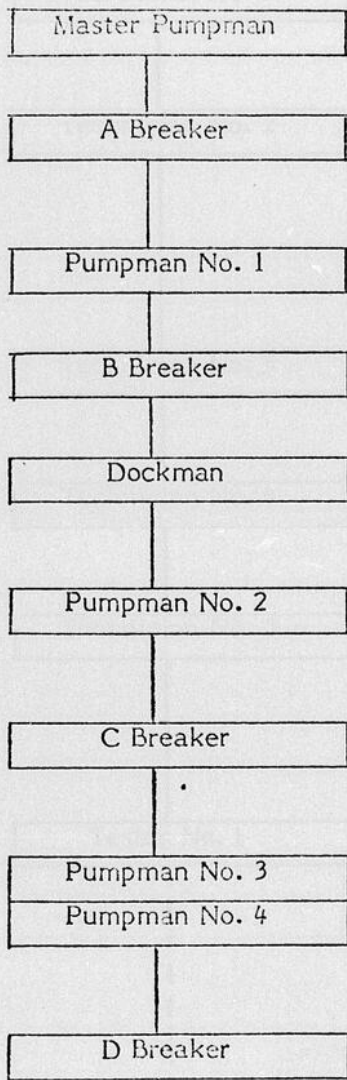 Master Pumpman
A Breaker
Pumpman No. 1
B Breaker
Dockman
Pumpman No. 2
C Breaker
Pumpman No. 3
Pumpman No. 4
D Breaker